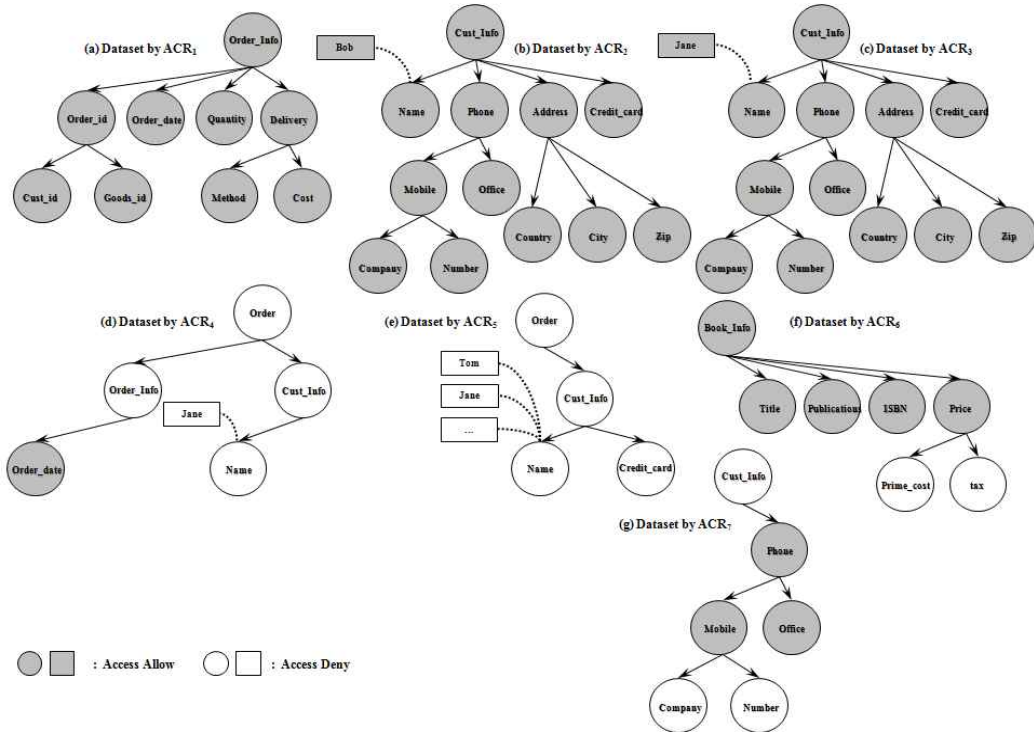 (a) Dataset by ACR1
Order_Info
Order_id
Order_date
Quantity
Delivery
Cust_id
Goods_id
Method
Cost
Bob
Cust_Info
(b) Dataset by ACR2
Name
Phone
Address
Credit_card
Mobile
Office
Country
City
Zip
Company
Number
Jane
Cust_Info
(c) Dataset by ACR3
Name
Phone
Address
Credit_card
Mobile
Office
Country
City
Zip
Company
Number
(d) Dataset by ACR4
Order
Order_Info
Cust_Info
Jane
Order_date
Name
(e) Dataset by ACR5
Order
Tom
Jane
...
Cust_Info
Name
Credit_card
Book_Info
(f) Dataset by ACR6
Title
Publications
ISBN
Price
Prime_cost
tax
Cust_Info
(g) Dataset by ACR7
Phone
Mobile
Office
Company
Number
: Access Allow
: Access Deny